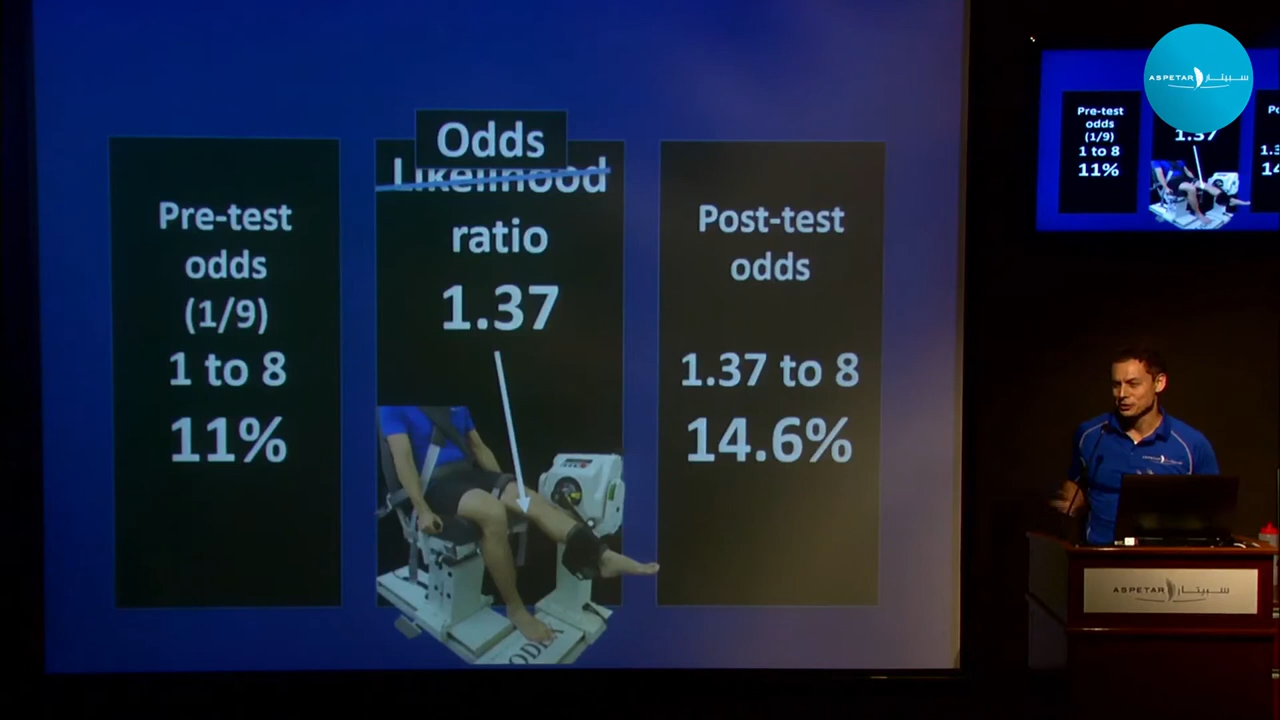 Pre-test
odds
(1/9)
1 to 8
11%
Odds
Likelihood
ratio
1.37
Post-test
odds
1.37 to 8
14.6%
ASPETAR سبيتار
Pre-test
odds
(1/9)
1 to 8
11%
1.37
ASPETAR سبيتار